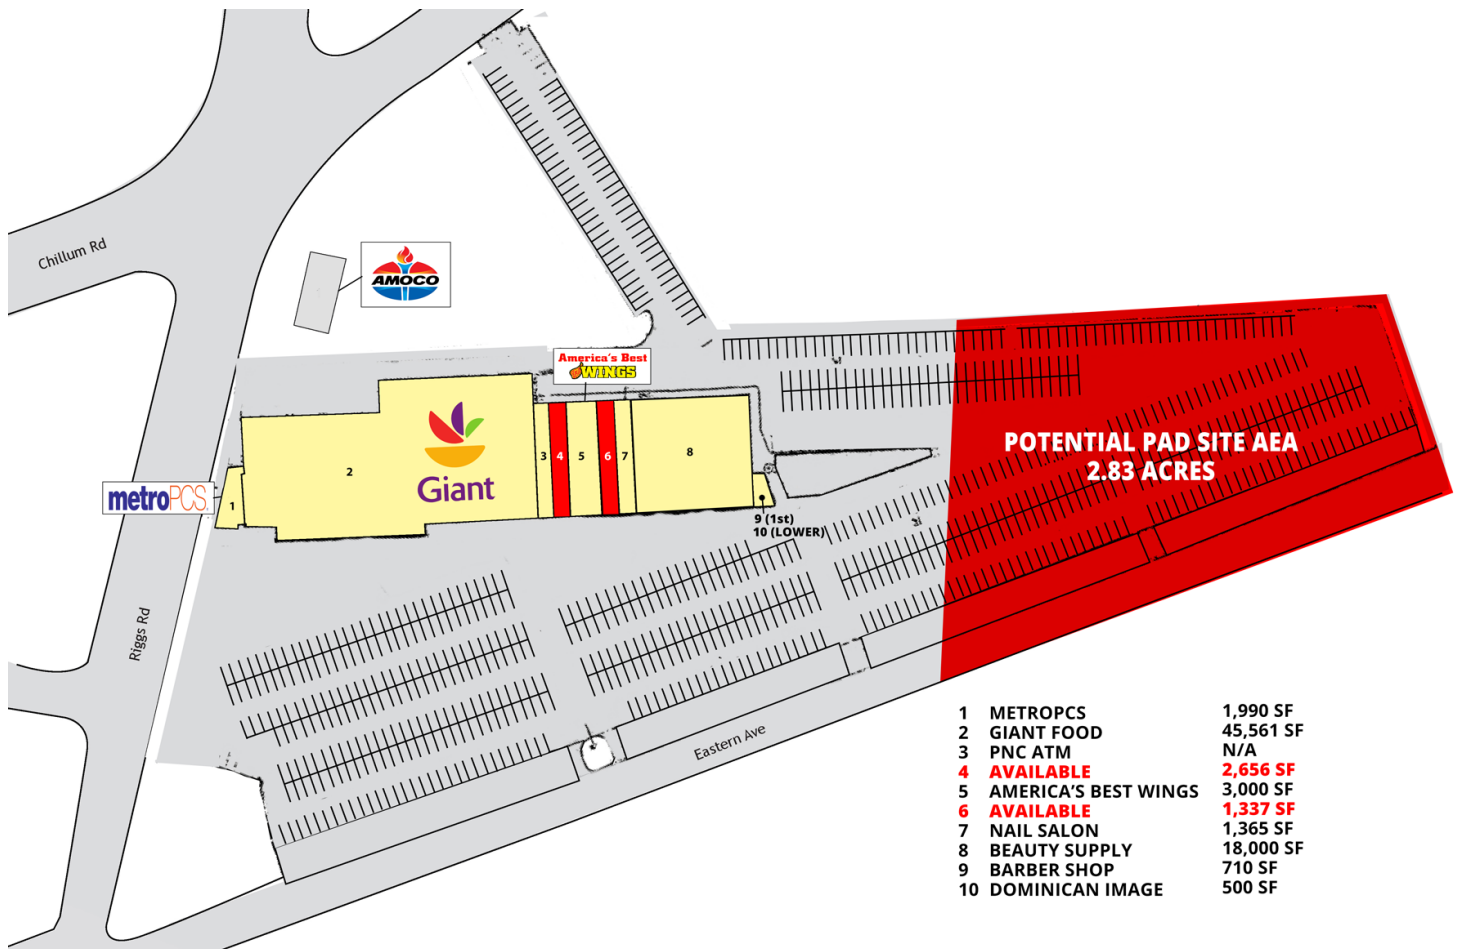 Chillum Rd
AMOCO
America's Best
WINGS
metroPCS.
Giant
1
2
3
4
5
6
7
8
9 (1st)
10 (LOWER)
POTENTIAL PAD SITE AEA
2.83 ACRES
Riggs Rd
Eastern Ave
1 METROPCS 1,990 SF
2 GIANT FOOD 45,561 SF
3 PNC ATM N/A
4 AVAILABLE 2,656 SF
5 AMERICA'S BEST WINGS 3,000 SF
6 AVAILABLE 1,337 SF
7 NAIL SALON 1,365 SF
8 BEAUTY SUPPLY 18,000 SF
9 BARBER SHOP 710 SF
10 DOMINICAN IMAGE 500 SF